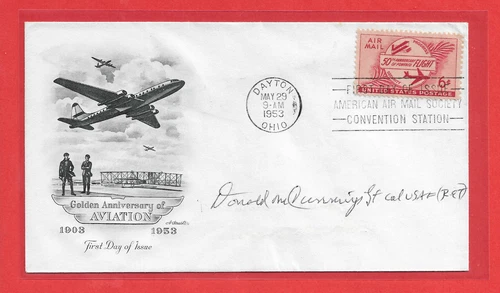 Golden Anniversary of
AVIATION
1903 1953
First Day of Issue
DAYTON
MAY 29
9-AM
1953
OHIO
AIR MAIL
50TH ANNIVERSARY
OF POWERED FLIGHT
6¢
UNITED STATES POSTAGE
AMERICAN AIR MAIL SOCIETY
CONVENTION STATION
Donald McCunnings Lt Col USAF (RET)